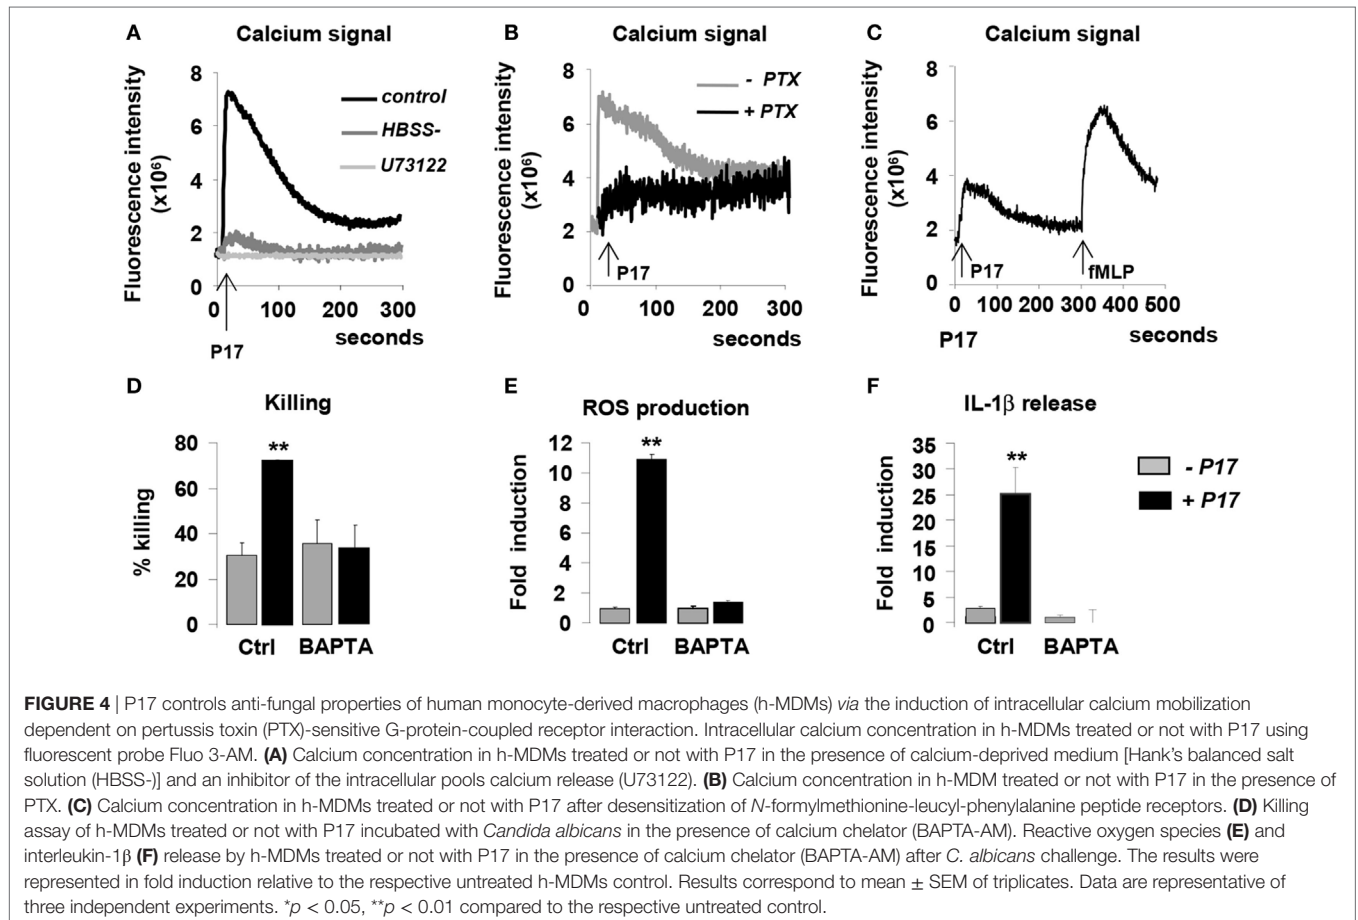 A
Calcium signal
Fluorescence intensity
(x10⁶)
8
6
4
2
0
control
HBSS-
U73122
0
100
200
300
seconds
P17
B
Calcium signal
Fluorescence intensity
(x10⁶)
8
6
4
2
0
- PTX
+ PTX
P17
0
100
200
300
seconds
C
Calcium signal
Fluorescence intensity
(x10⁶)
8
6
4
2
0
P17
fMLP
0 100 200 300 400 500
P17
seconds
D
Killing
% killing
80
60
40
20
0
**
Ctrl BAPTA
E
ROS production
Fold induction
12
10
8
6
4
2
0
**
Ctrl BAPTA
F
IL-1β release
Fold induction
35
30
25
20
15
10
5
0
**
Ctrl BAPTA
- P17
+ P17
FIGURE 4 | P17 controls anti-fungal properties of human monocyte-derived macrophages (h-MDMs) via the induction of intracellular calcium mobilization
dependent on pertussis toxin (PTX)-sensitive G-protein-coupled receptor interaction. Intracellular calcium concentration in h-MDMs treated or not with P17 using
fluorescent probe Fluo 3-AM. (A) Calcium concentration in h-MDMs treated or not with P17 in the presence of calcium-deprived medium [Hank's balanced salt
solution (HBSS-)] and an inhibitor of the intracellular pools calcium release (U73122). (B) Calcium concentration in h-MDM treated or not with P17 in the presence of
PTX. (C) Calcium concentration in h-MDMs treated or not with P17 after desensitization of N-formylmethionine-leucyl-phenylalanine peptide receptors. (D) Killing
assay of h-MDMs treated or not with P17 incubated with Candida albicans in the presence of calcium chelator (BAPTA-AM). Reactive oxygen species (E) and
interleukin-1β (F) release by h-MDMs treated or not with P17 in the presence of calcium chelator (BAPTA-AM) after C. albicans challenge. The results were
represented in fold induction relative to the respective untreated h-MDMs control. Results correspond to mean ± SEM of triplicates. Data are representative of
three independent experiments. *p < 0.05, **p < 0.01 compared to the respective untreated control.